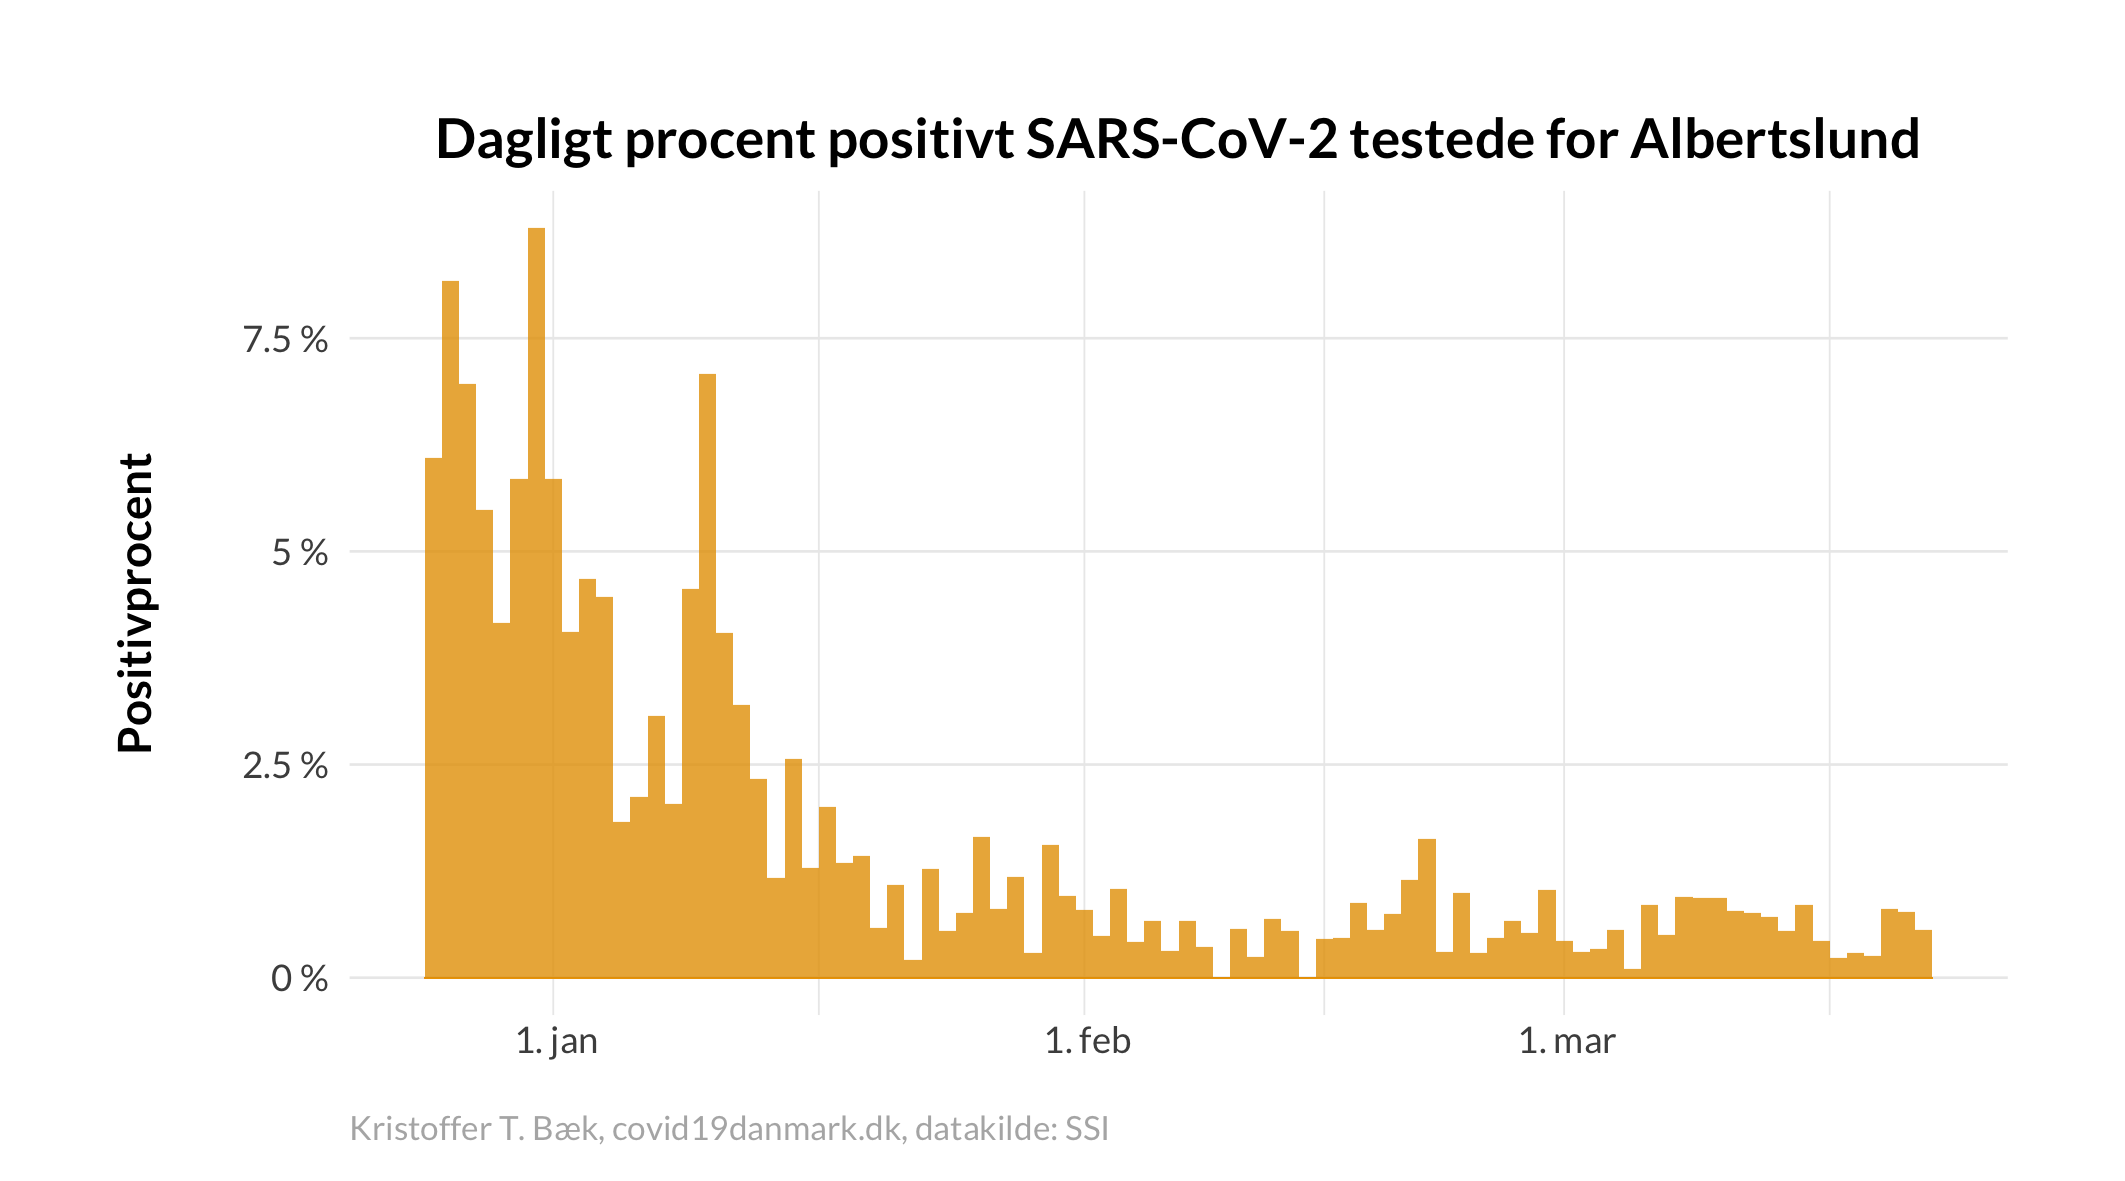 Dagligt procent positivt SARS-CoV-2 testede for Albertslund
Positivprocent
7.5 %
5 %
2.5 %
0 %
1. jan
1. feb
1. mar
Kristoffer T. Bæk, covid19danmark.dk, datakilde: SSI